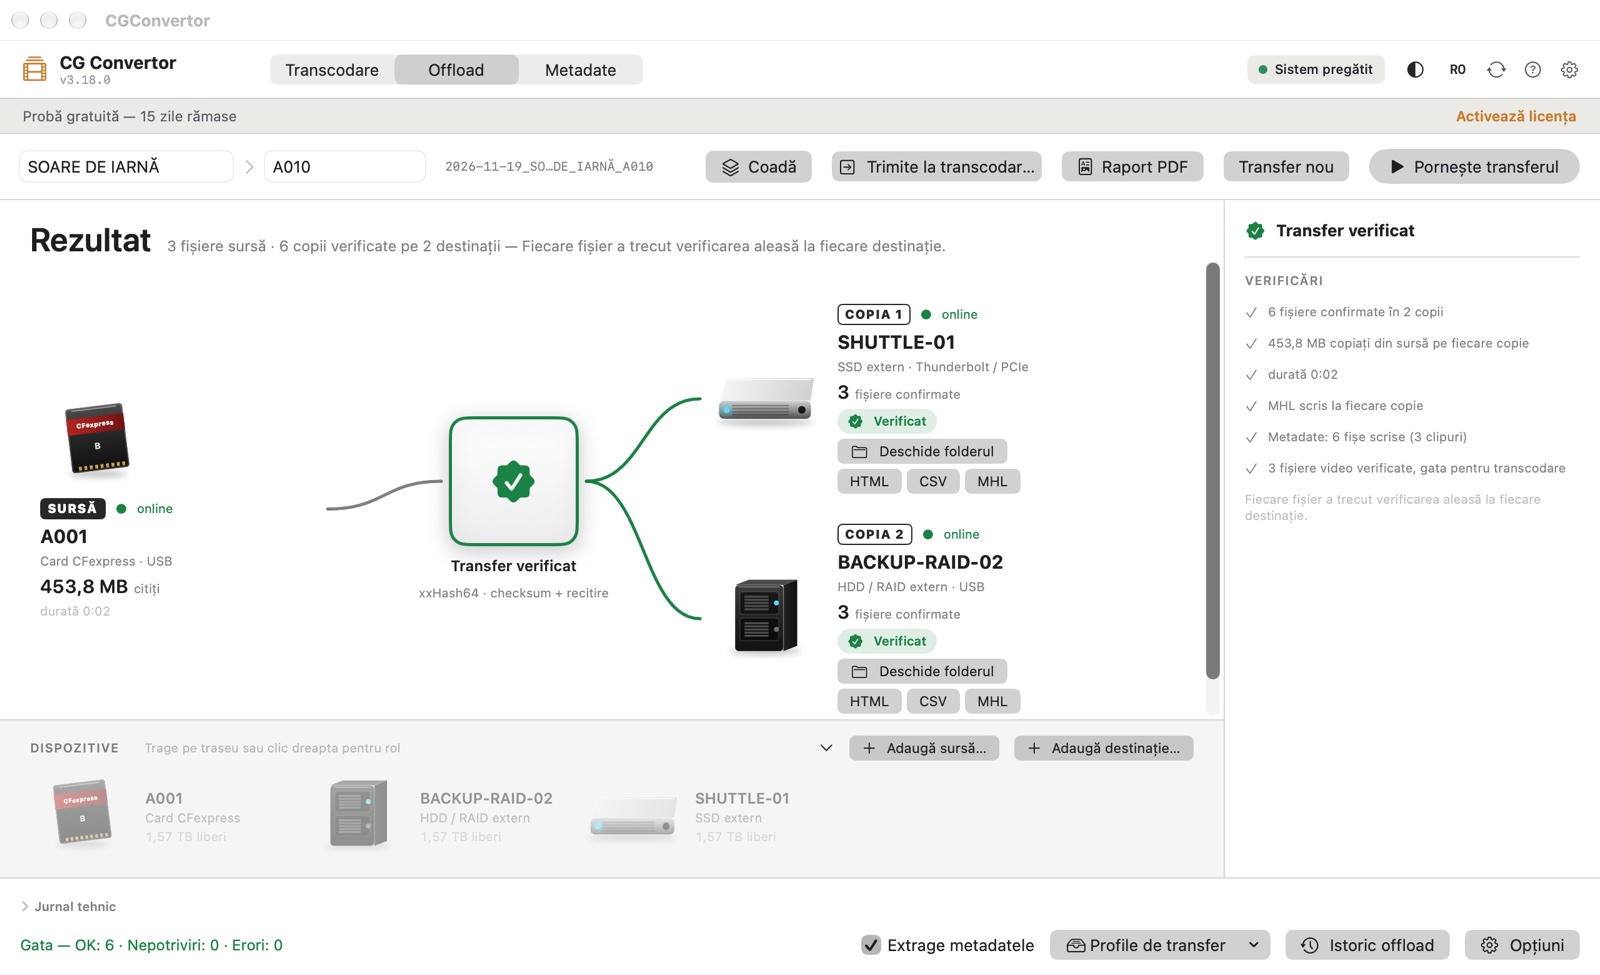 CGConvertor
CG Convertor
v3.18.0
Transcodare
Offload
Metadate
Sistem pregătit
RO
Probă gratuită — 15 zile rămase
Activează licența
SOARE DE IARNĂ
A010
2026-11-19_SO…DE_IARNĂ_A010
Coadă
Trimite la transcodar...
Raport PDF
Transfer nou
Pornește transferul
Rezultat
3 fișiere sursă · 6 copii verificate pe 2 destinații — Fiecare fișier a trecut verificarea aleasă la fiecare destinație.
CFexpress
B
SURSĂ
online
A001
Card CFexpress · USB
453,8 MB citiți
durată 0:02
Transfer verificat
xxHash64 · checksum + recitire
COPIA 1
online
SHUTTLE-01
SSD extern · Thunderbolt / PCIe
3 fișiere confirmate
Verificat
Deschide folderul
HTML
CSV
MHL
COPIA 2
online
BACKUP-RAID-02
HDD / RAID extern · USB
3 fișiere confirmate
Verificat
Deschide folderul
HTML
CSV
MHL
Transfer verificat
VERIFICĂRI
6 fișiere confirmate în 2 copii
453,8 MB copiați din sursă pe fiecare copie
durată 0:02
MHL scris la fiecare copie
Metadate: 6 fișe scrise (3 clipuri)
3 fișiere video verificate, gata pentru transcodare
Fiecare fișier a trecut verificarea aleasă la fiecare
destinație.
DISPOZITIVE
Trage pe traseu sau clic dreapta pentru rol
Adaugă sursă...
Adaugă destinație...
CFexpress
B
A001
Card CFexpress
1,57 TB liberi
BACKUP-RAID-02
HDD / RAID extern
1,57 TB liberi
SHUTTLE-01
SSD extern
1,57 TB liberi
Jurnal tehnic
Gata — OK: 6 · Nepotriviri: 0 · Erori: 0
Extrage metadatele
Profile de transfer
Istoric offload
Opțiuni